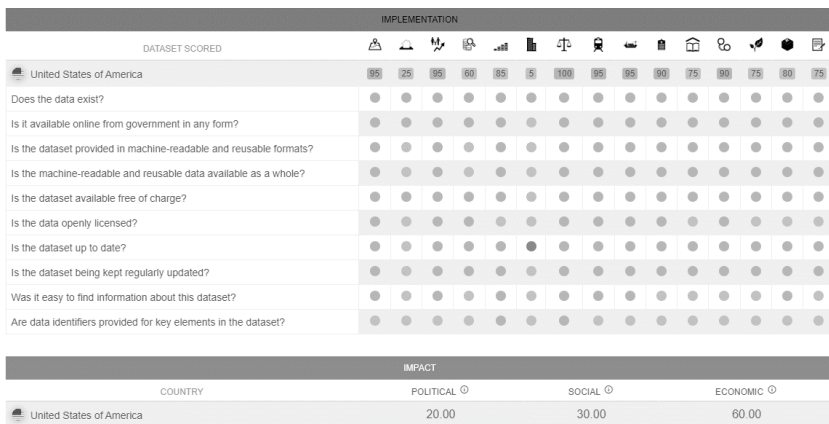 IMPLEMENTATION
DATASET SCORED
United States of America 95 25 95 60 85 5 100 95 95 90 75 90 75 80 75
Does the data exist?
Is it available online from government in any form?
Is the dataset provided in machine-readable and reusable formats?
Is the machine-readable and reusable data available as a whole?
Is the dataset available free of charge?
Is the data openly licensed?
Is the dataset up to date?
Is the dataset being kept regularly updated?
Was it easy to find information about this dataset?
Are data identifiers provided for key elements in the dataset?
IMPACT
COUNTRY POLITICAL SOCIAL ECONOMIC
United States of America 20.00 30.00 60.00